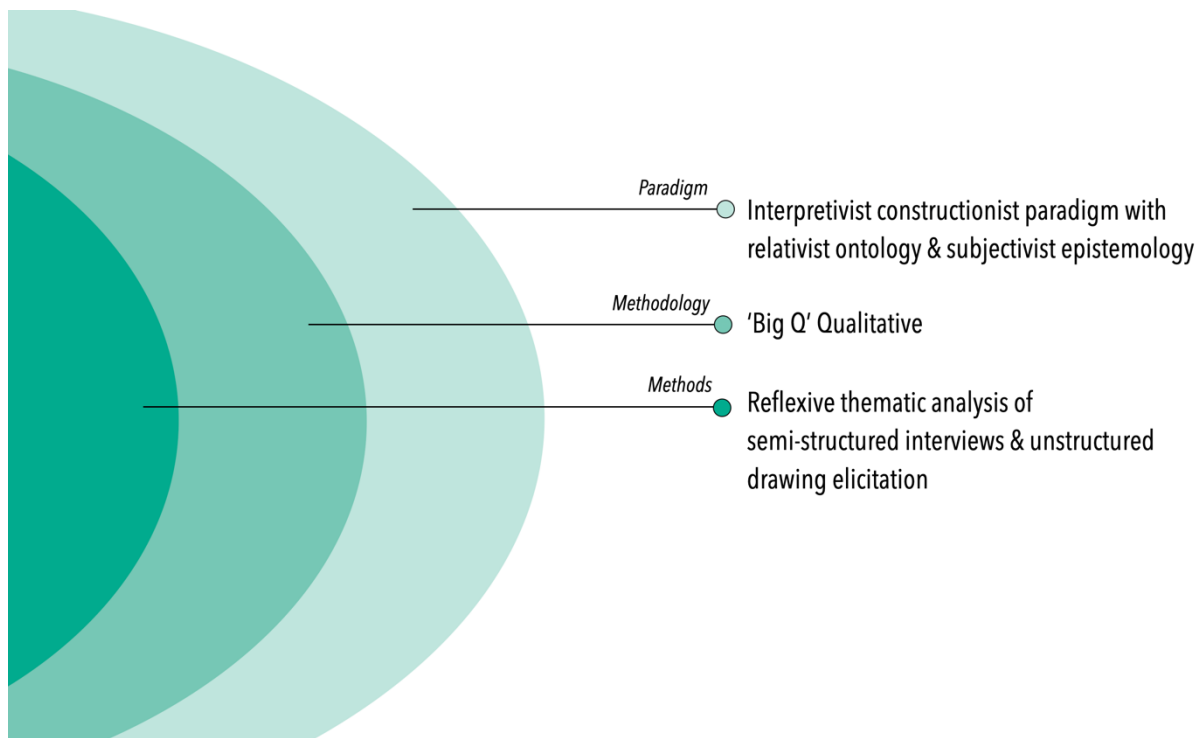 Paradigm
Interpretivist constructionist paradigm with
relativist ontology & subjectivist epistemology
Methodology
‘Big Q’ Qualitative
Methods
Reflexive thematic analysis of
semi-structured interviews & unstructured
drawing elicitation